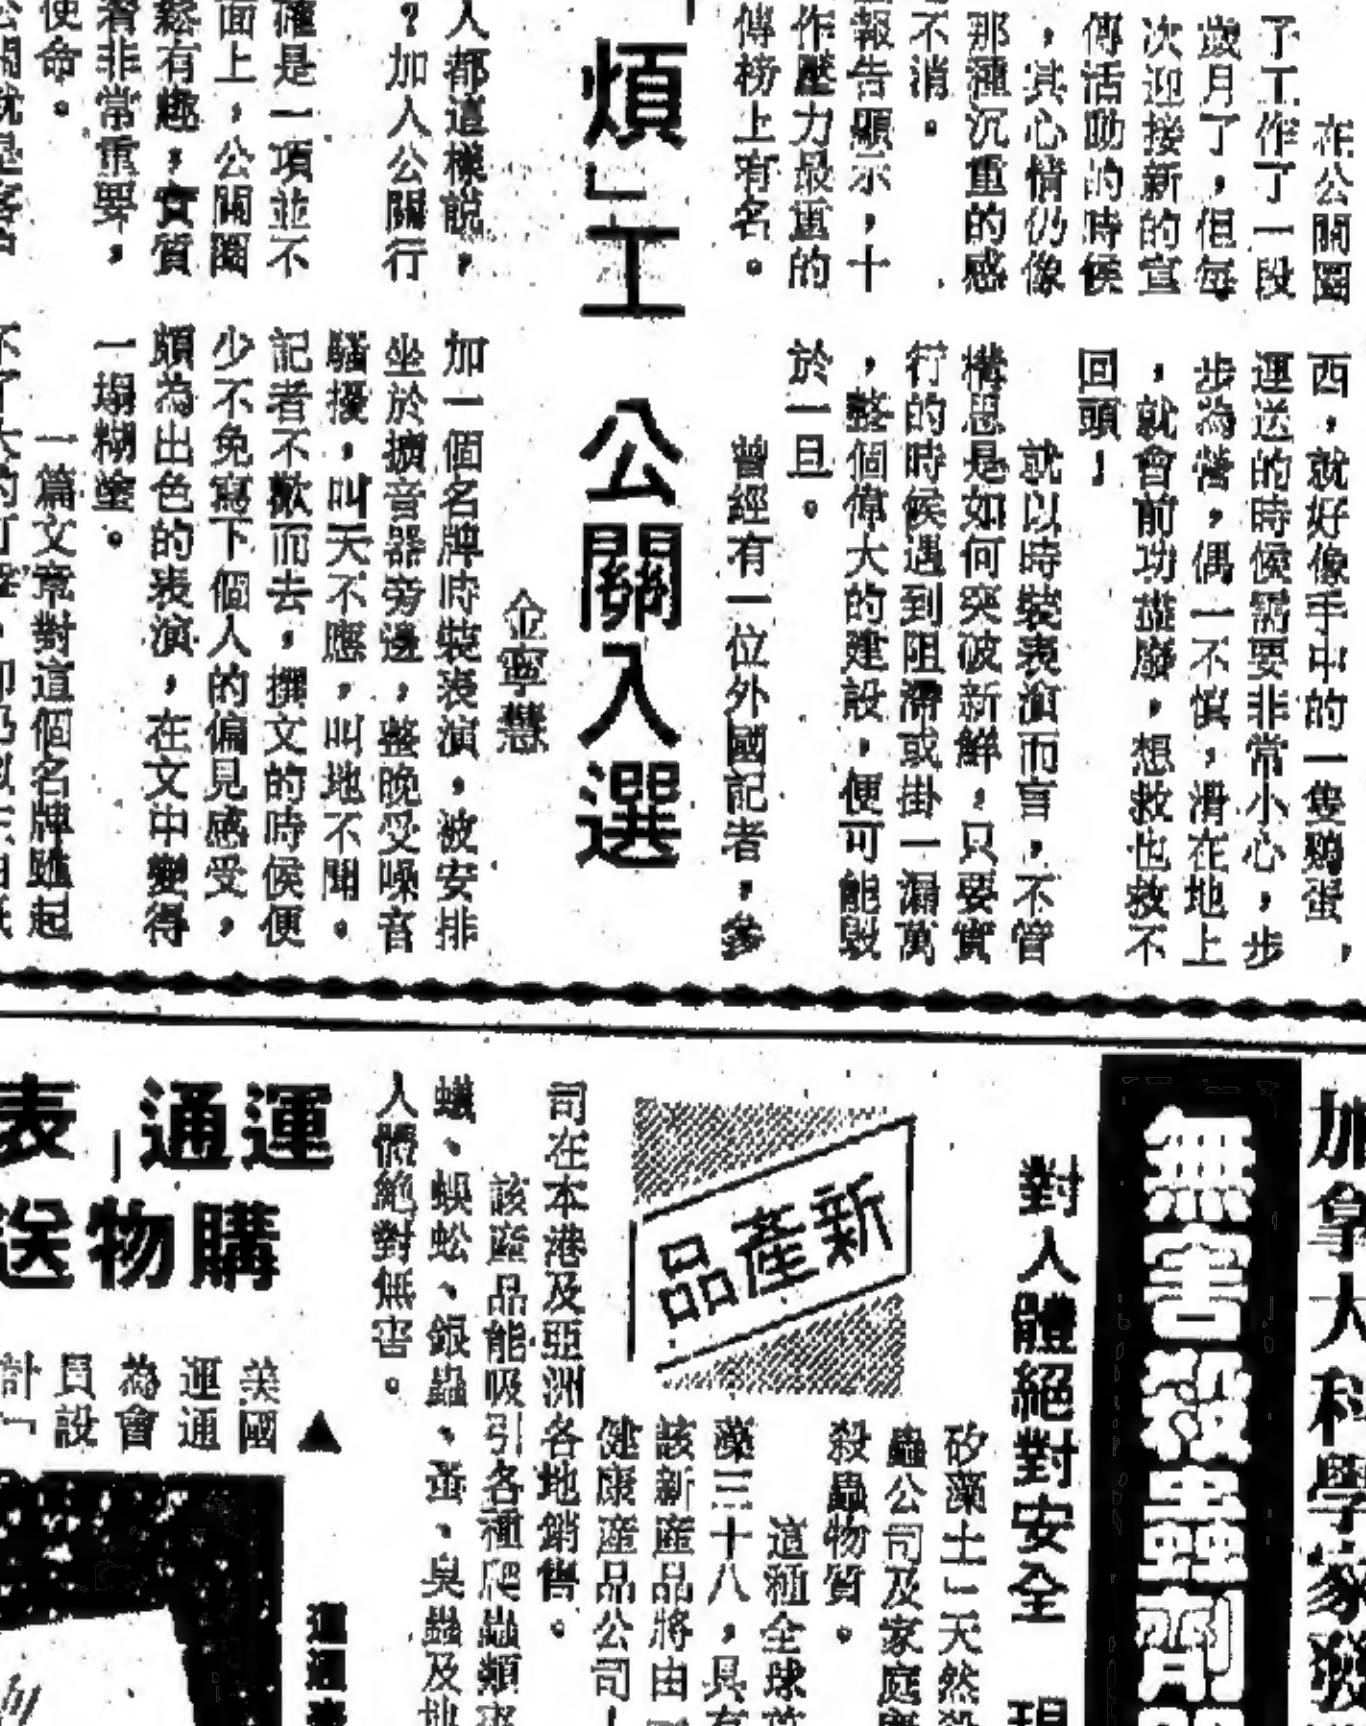 煩」工　公關入選
金寧慧
在公關圈
子工作了一段
歲月了，但每
次迎接新的宣
傳活動的時候
，其心情仍像
那種沉重的感
不消。
報告顯示，十
作壓力最重的
傳榜上有名。
西，就好像手中的一隻鷄蛋，
運送的時候需要非常小心，步
步為營，偶一不慎，滑在地上
，就會前功盡廢，想救也救不
回頭！
就以時裝表演而言，不管
構思是如何突破新鮮，只要實
行的時候遇到阻滯或掛一漏萬
，整個偉大的建設，便可能毀
於一旦。
曾經有一位外國記者，參
人都這樣說，
？加入公關行
確是一項並不
面上，公關圈
鬆有趣，實質
着非常重要，
使命。
公關就是客戶
加一個名牌時裝表演，被安排
坐於擴音器旁邊，整晚受噪音
騷擾，叫天不應，叫地不聞。
記者不歡而去，撰文的時候便
少不免寫下個人的偏見感受，
頗為出色的表演，在文中變得
一塌糊塗。
一篇文章對這個名牌雖起
加拿大科學家發
無害殺蟲劑
對人體絕對安全　現
新產品
矽藻土—天然殺
蟲公司及家庭
殺蟲物質。
這種全球
藻三十八，具有
該新產品將由
健康產品公司
司在本港及亞洲各地銷售。
該產品能吸引各種爬蟲類
蟻、蜈蚣、銀蟲、蚤、臭蟲及地
人體絕對無害。
運通」表
購物送
▲
美國
運通
為會
員設
計「
運通